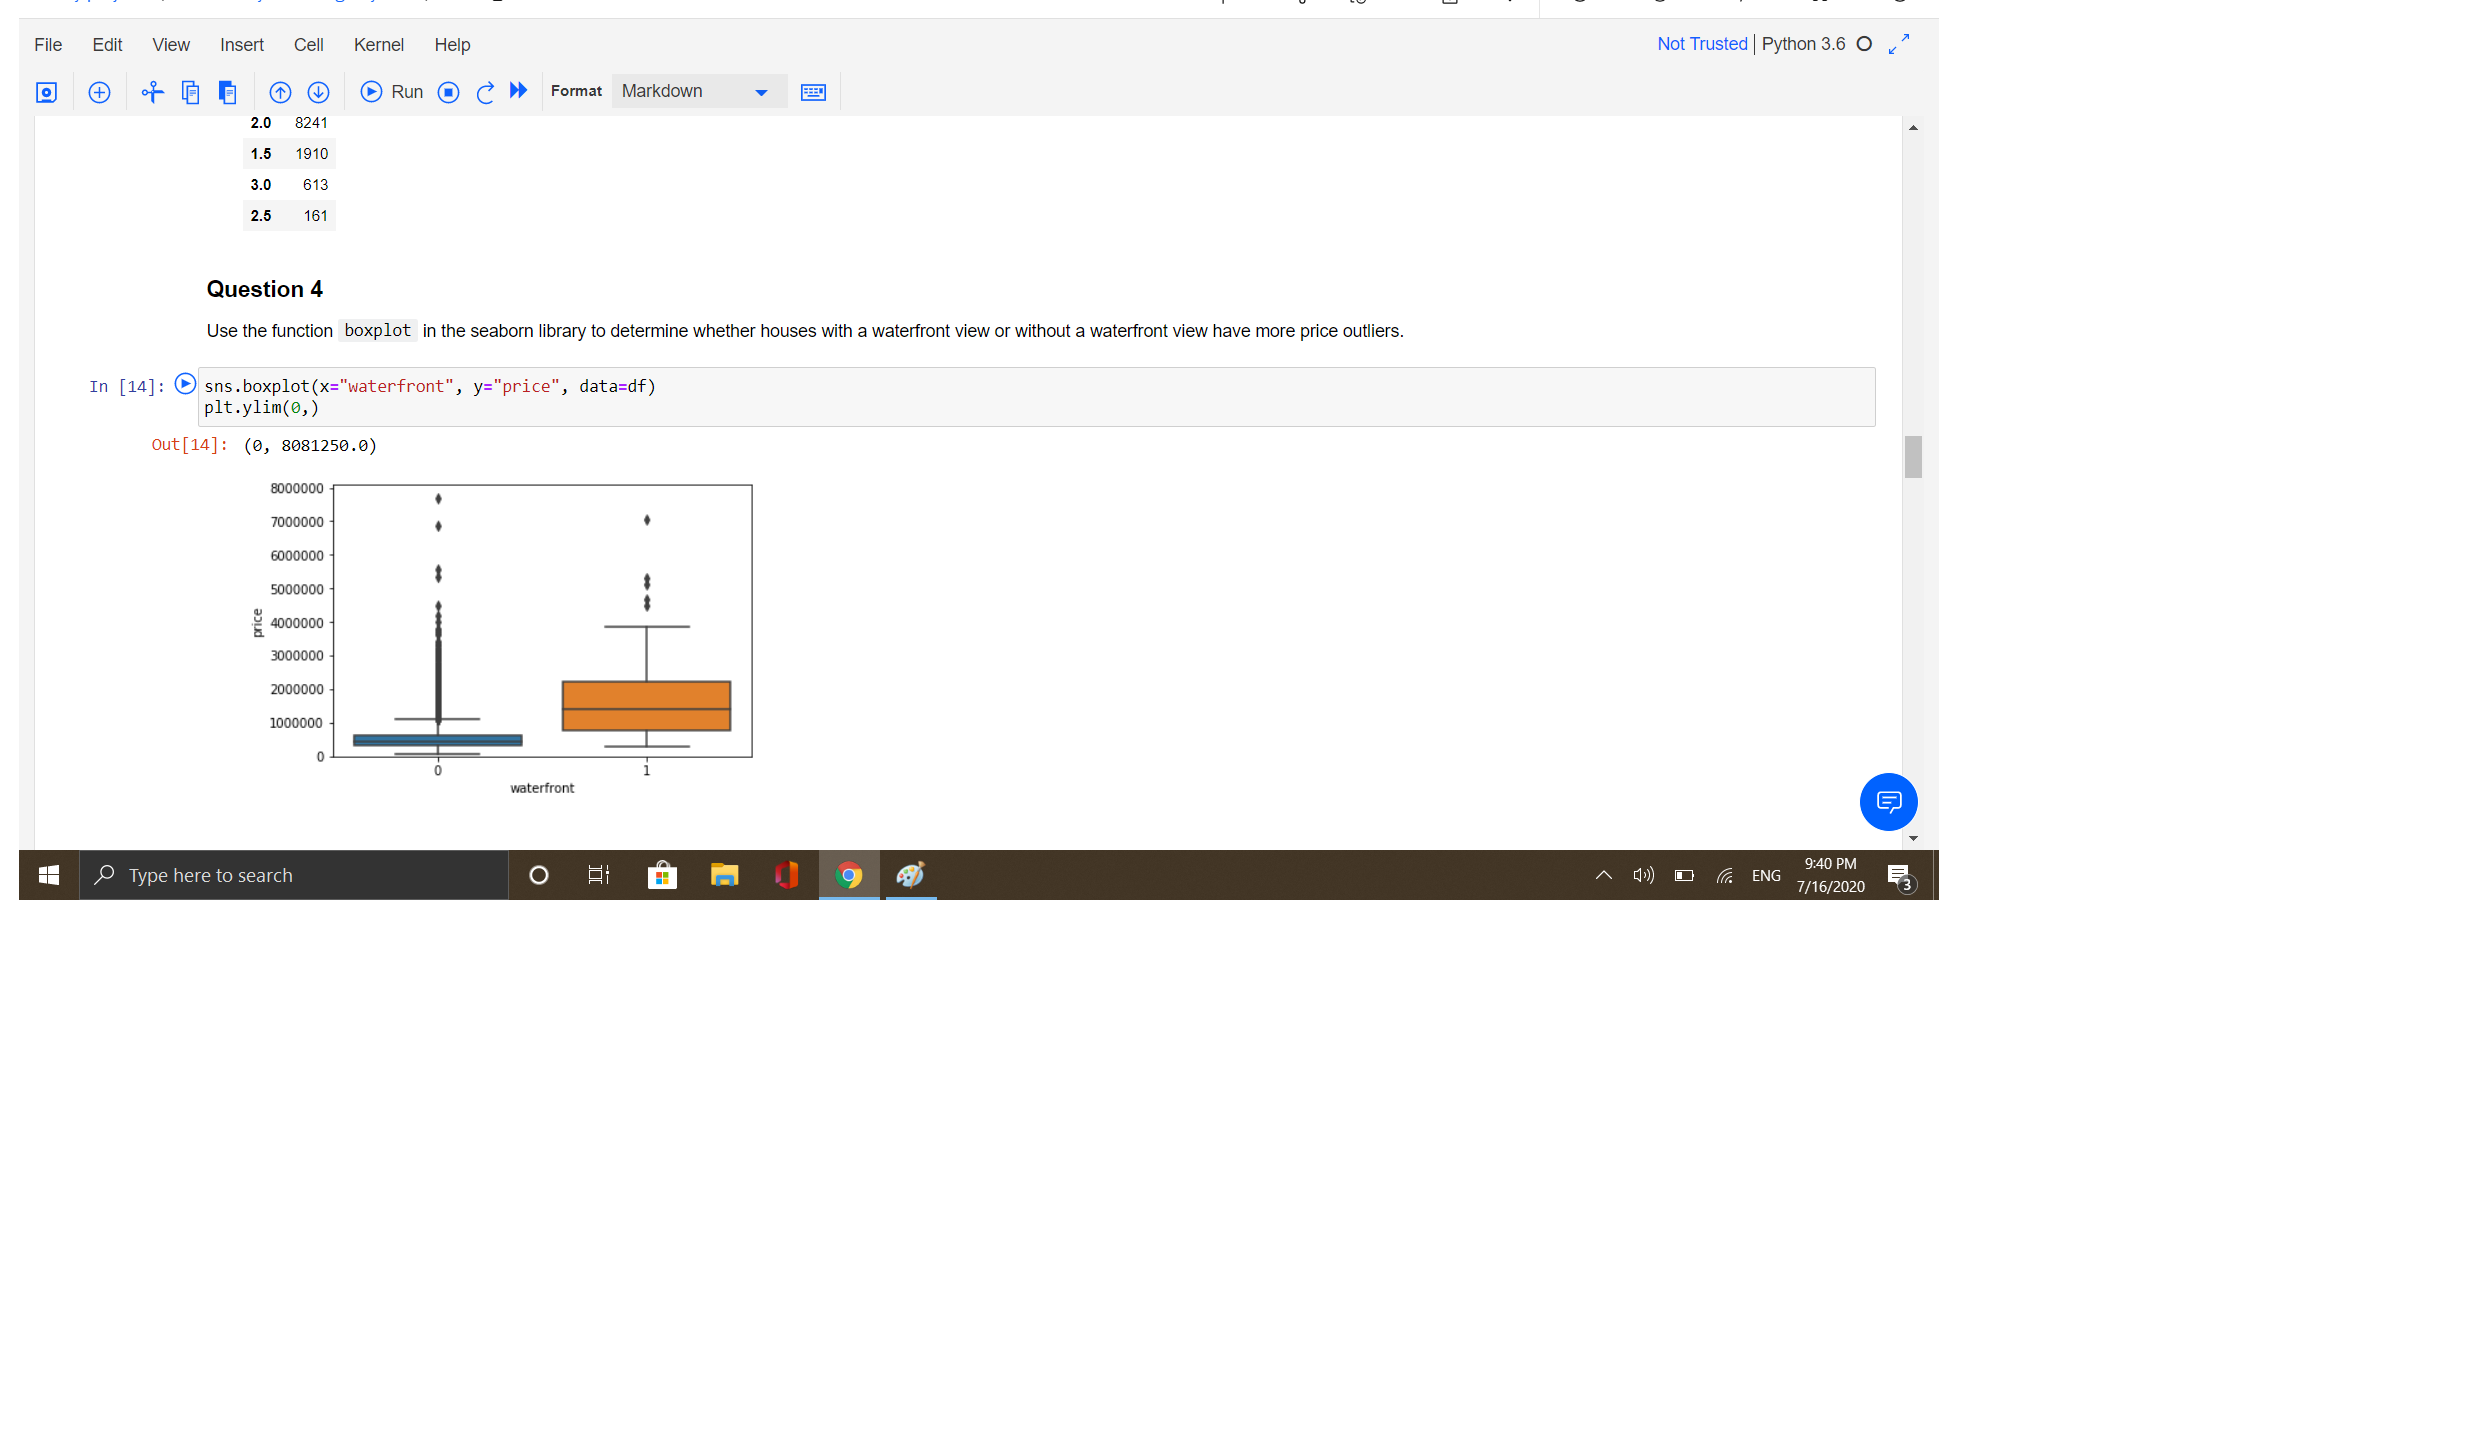 File Edit View Insert Cell Kernel Help Not Trusted Python 3.6
Run Format Markdown
2.0 8241
1.5 1910
3.0 613
2.5 161
Question 4
Use the function boxplot in the seaborn library to determine whether houses with a waterfront view or without a waterfront view have more price outliers.
In [14]: sns.boxplot(x="waterfront", y="price", data=df)
plt.ylim(0,)
Out[14]: (0, 8081250.0)
8000000
7000000
6000000
5000000
4000000
3000000
2000000
1000000
0
price
0 1
waterfront
Type here to search
ENG
9:40 PM
7/16/2020
3